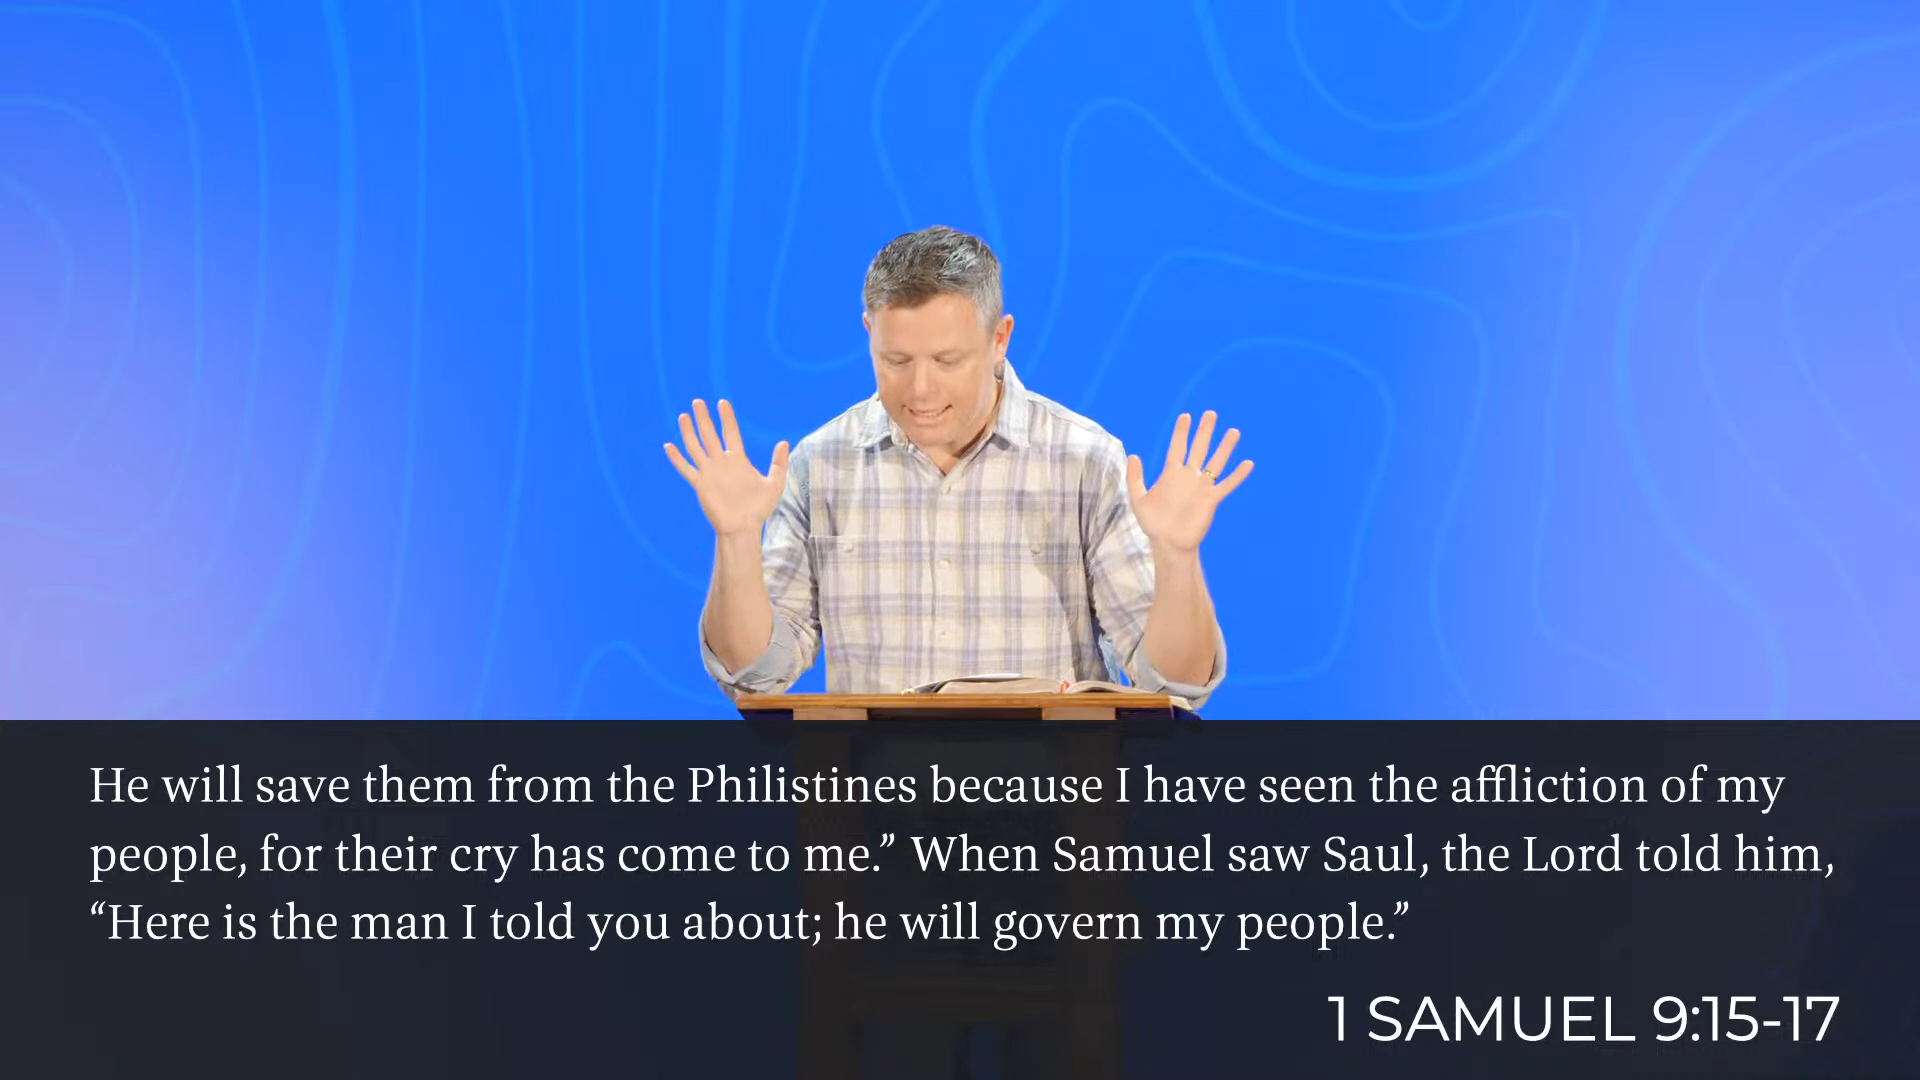 He will save them from the Philistines because I have seen the affliction of my
people, for their cry has come to me.” When Samuel saw Saul, the Lord told him,
“Here is the man I told you about; he will govern my people.”
1 SAMUEL 9:15-17